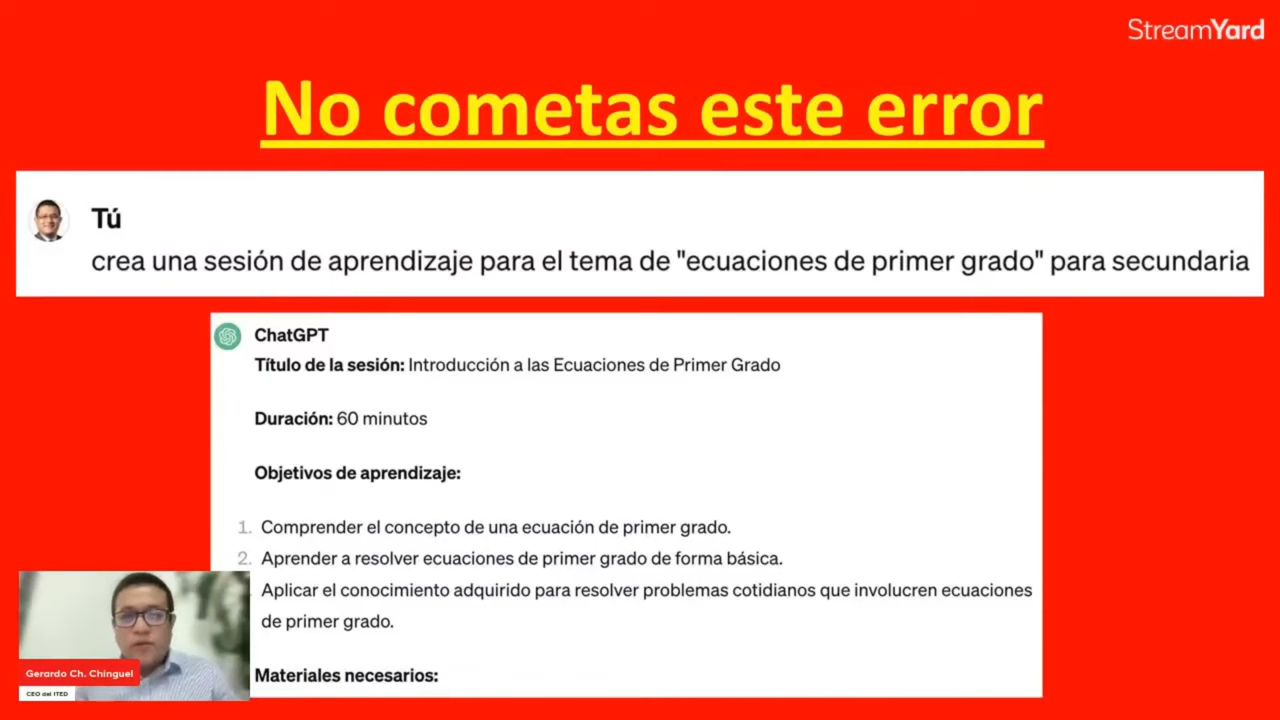 StreamYard
No cometas este error
Tú
crea una sesión de aprendizaje para el tema de "ecuaciones de primer grado" para secundaria
ChatGPT
Título de la sesión: Introducción a las Ecuaciones de Primer Grado
Duración: 60 minutos
Objetivos de aprendizaje:
1. Comprender el concepto de una ecuación de primer grado.
2. Aprender a resolver ecuaciones de primer grado de forma básica.
Aplicar el conocimiento adquirido para resolver problemas cotidianos que involucren ecuaciones
de primer grado.
Materiales necesarios:
Gerardo Ch. Chinguel
CEO del ITED